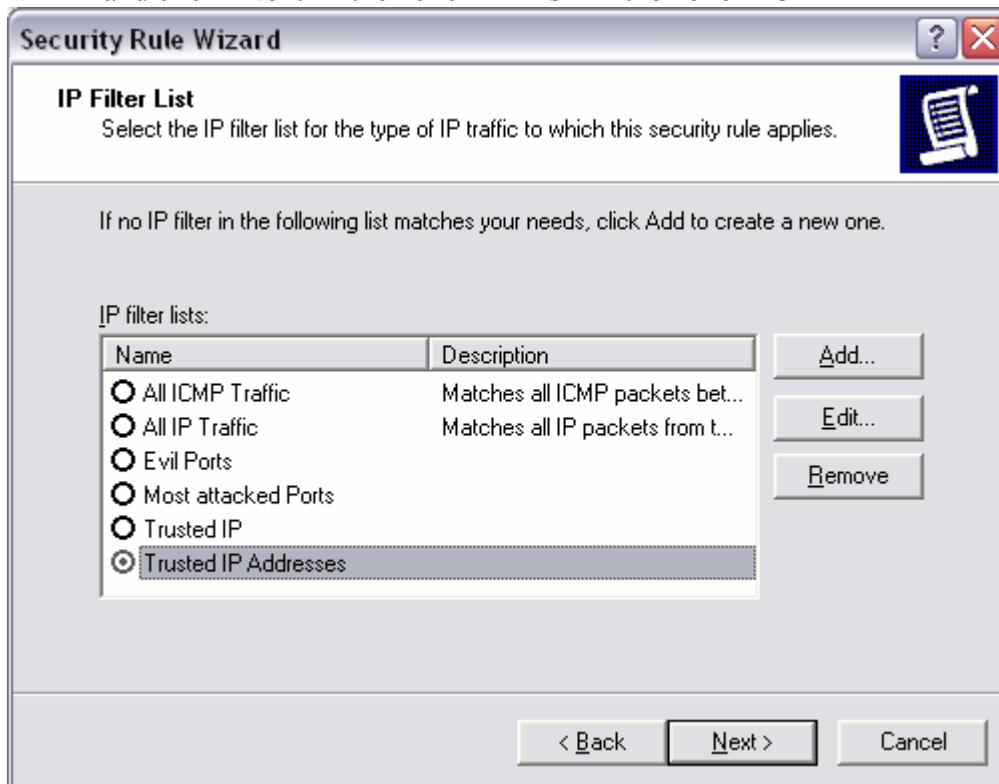 Security Rule Wizard
IP Filter List
Select the IP filter list for the type of IP traffic to which this security rule applies.
If no IP filter in the following list matches your needs, click Add to create a new one.
IP filter lists:
Name Description
All ICMP Traffic Matches all ICMP packets bet...
All IP Traffic Matches all IP packets from t...
Evil Ports
Most attacked Ports
Trusted IP
Trusted IP Addresses
Add...
Edit...
Remove
< Back Next > Cancel